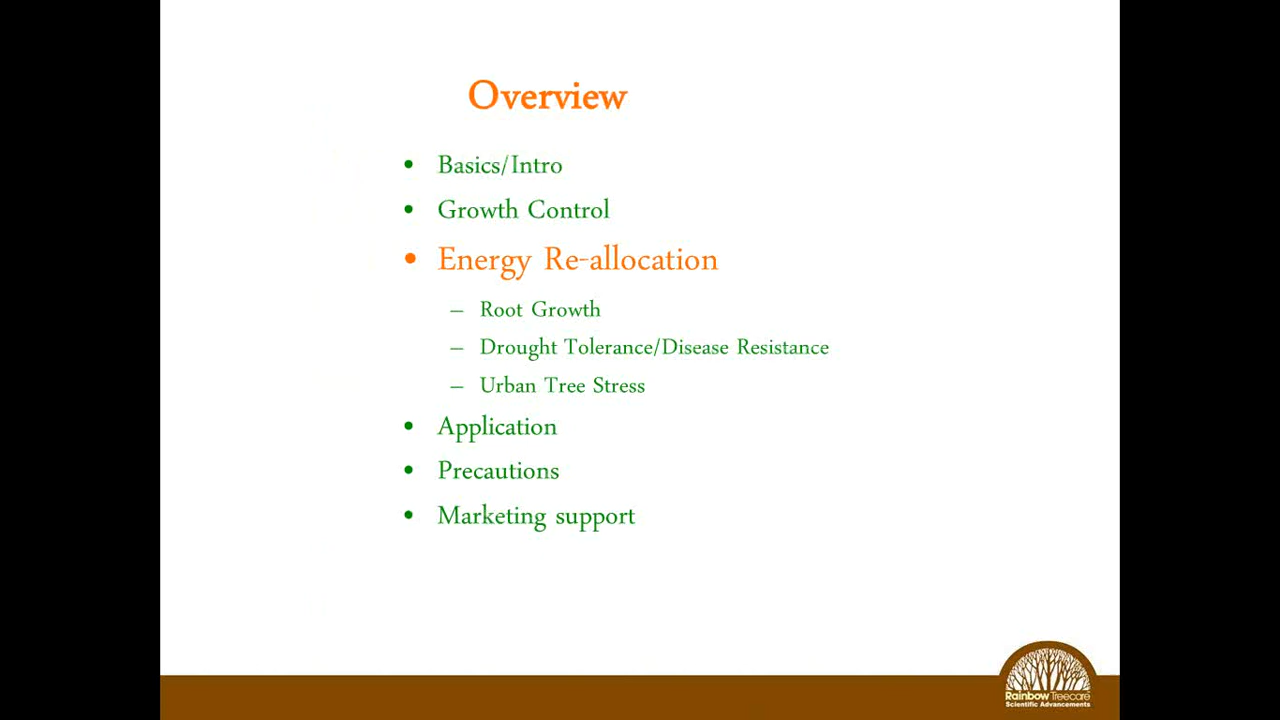 Overview
• Basics/Intro
• Growth Control
• Energy Re-allocation
– Root Growth
– Drought Tolerance/Disease Resistance
– Urban Tree Stress
• Application
• Precautions
• Marketing support
Rainbow Treecare
Scientific Advancements